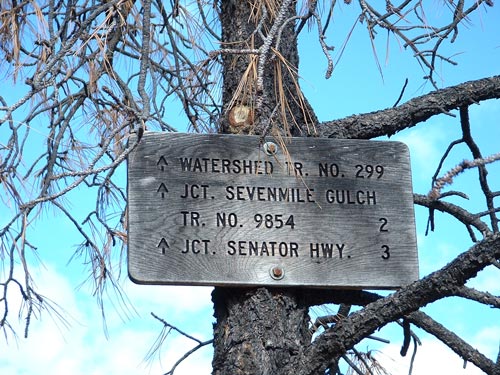 ↑ WATERSHED TR. NO. 299
↑ JCT. SEVENMILE GULCH
TR. NO. 9854 2
↑ JCT. SENATOR HWY. 3